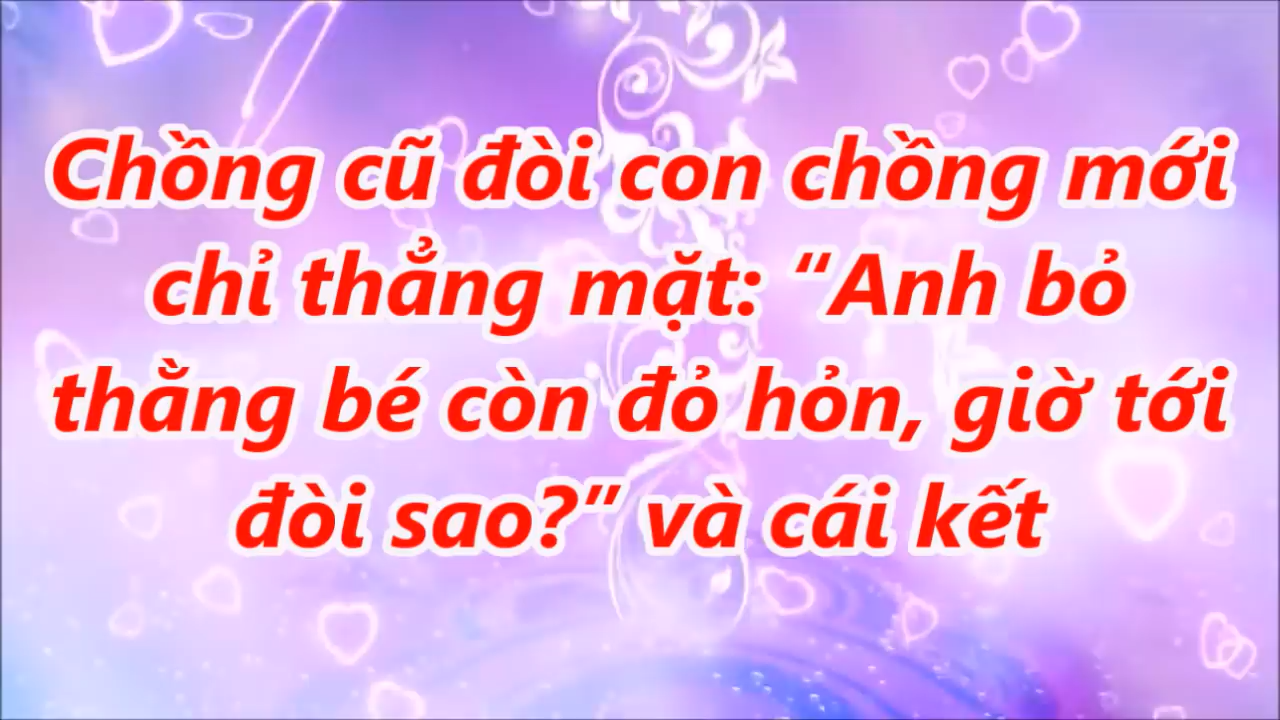 Chồng cũ đòi con chồng mới
chỉ thẳng mặt: “Anh bỏ
thằng bé còn đỏ hỏn, giờ tới
đòi sao?” và cái kết